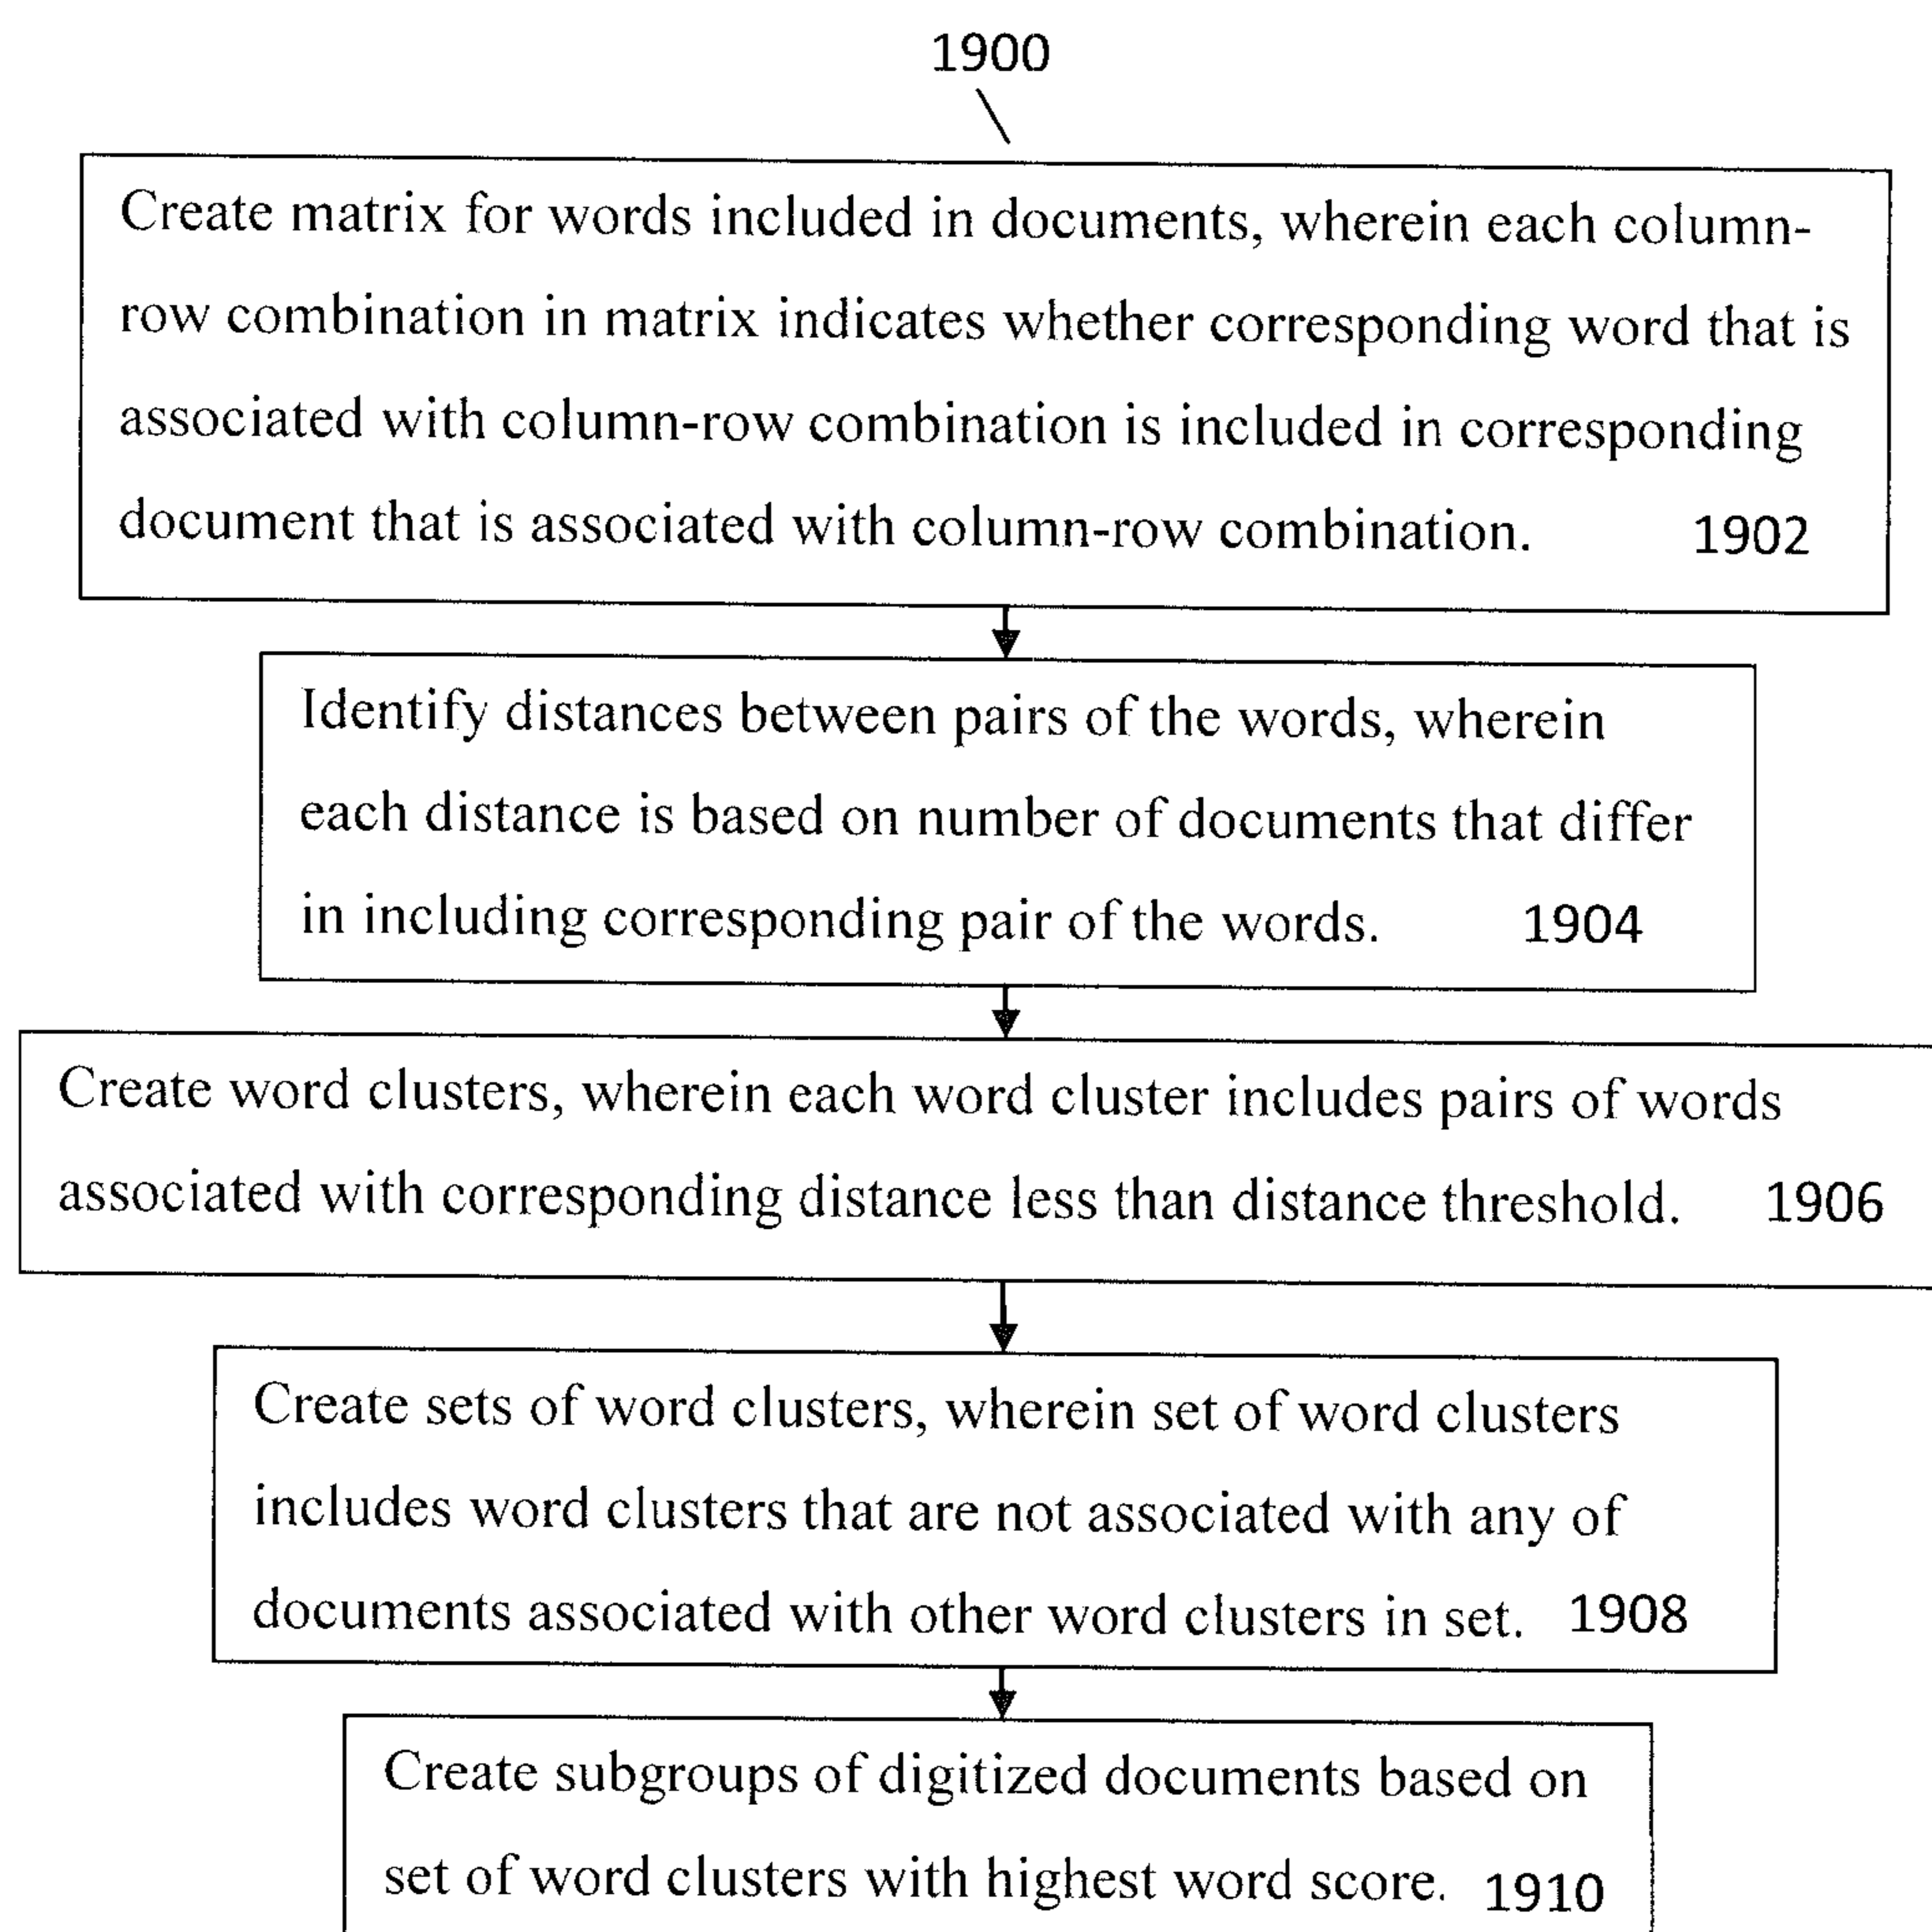 1900
Create matrix for words included in documents, wherein each column-
row combination in matrix indicates whether corresponding word that is
associated with column-row combination is included in corresponding
document that is associated with column-row combination. 1902
Identify distances between pairs of the words, wherein
each distance is based on number of documents that differ
in including corresponding pair of the words. 1904
Create word clusters, wherein each word cluster includes pairs of words
associated with corresponding distance less than distance threshold. 1906
Create sets of word clusters, wherein set of word clusters
includes word clusters that are not associated with any of
documents associated with other word clusters in set. 1908
Create subgroups of digitized documents based on
set of word clusters with highest word score. 1910